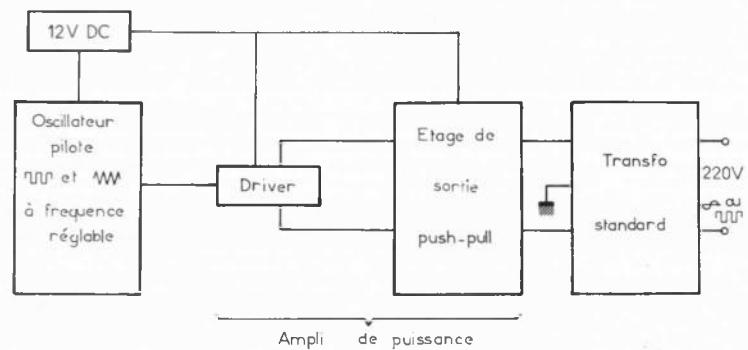 12V DC
Oscillateur
pilote
et
à frequence
réglable
Driver
Etage de
sortie
push-pull
Transfo
standard
220V
ou
Ampli de puissance